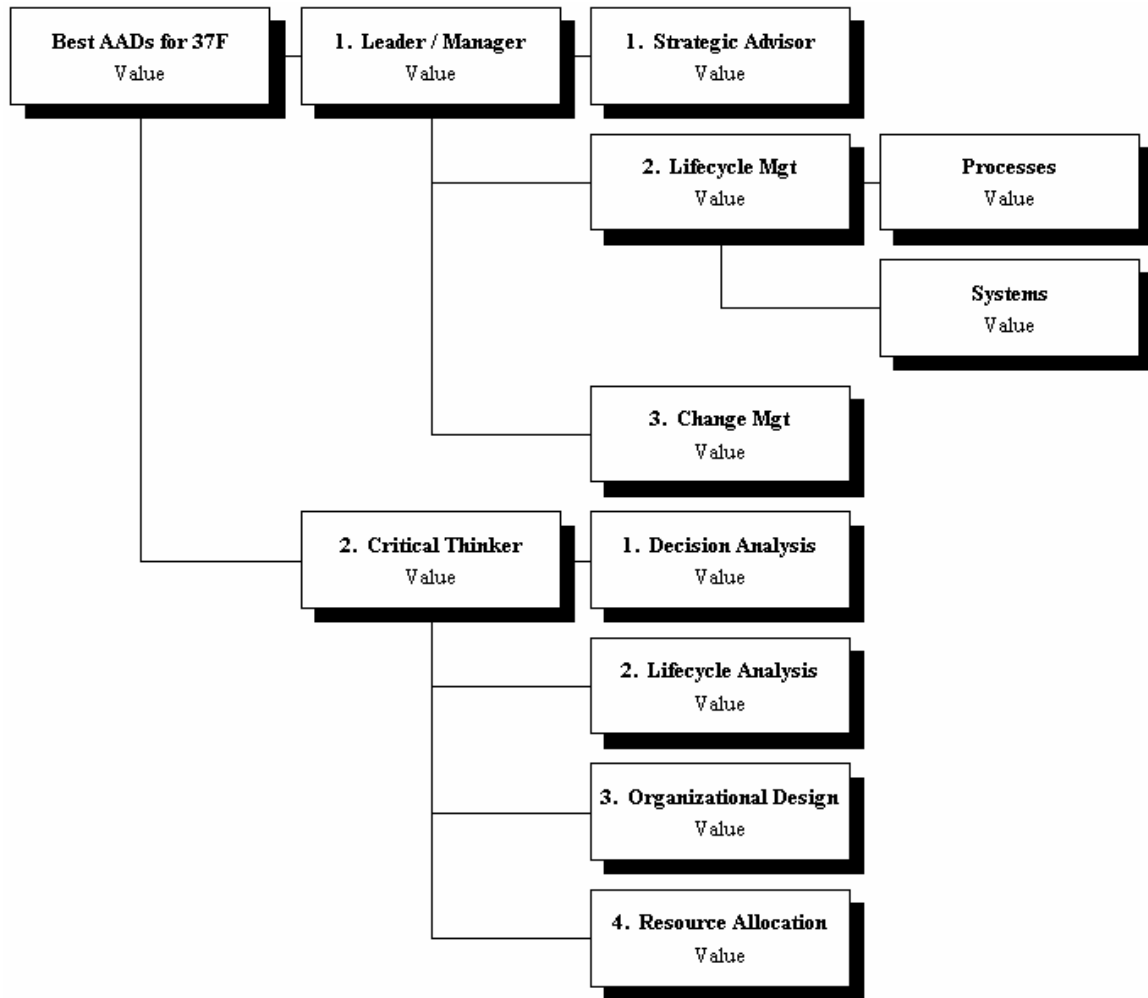 Best AADs for 37F
Value
1. Leader / Manager
Value
1. Strategic Advisor
Value
2. Lifecycle Mgt
Value
Processes
Value
Systems
Value
3. Change Mgt
Value
2. Critical Thinker
Value
1. Decision Analysis
Value
2. Lifecycle Analysis
Value
3. Organizational Design
Value
4. Resource Allocation
Value